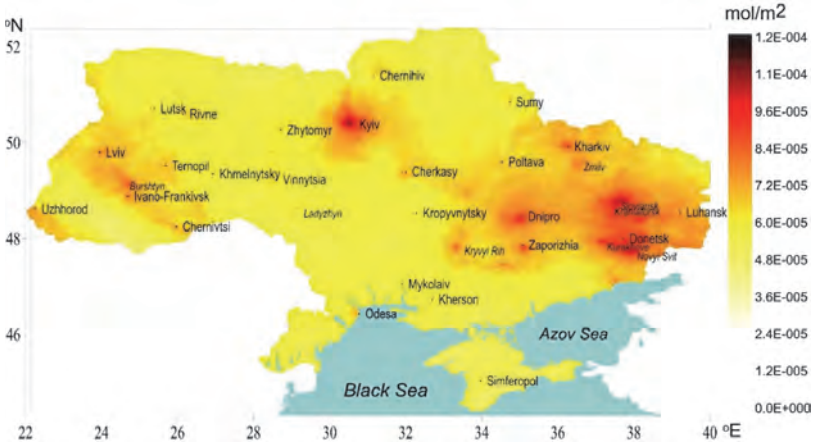 mol/m2
ºN
52
50
48
46
44
22
24
26
28
30
32
34
36
38
40
ºE
1.2E-004
1.1E-004
9.6E-005
8.4E-005
7.2E-005
6.0E-005
4.8E-005
3.6E-005
2.4E-005
1.2E-005
0.0E+000
Chernihiv
Sumy
Lutsk
Rivne
Zhytomyr
Kyiv
Kharkiv
Lviv
Poltava
Zmiiv
Ternopil
Khmelnytsky
Vinnytsia
Cherkasy
Burshtyn
Ivano-Frankivsk
Uzhhorod
Ladyzhyn
Kropyvnytsky
Dnipro
Luhansk
Chernivtsi
Kryvyi Rih
Zaporizhia
Donetsk
Novyi Svit
Mykolaiv
Kherson
Odesa
Azov Sea
Black Sea
Simferopol